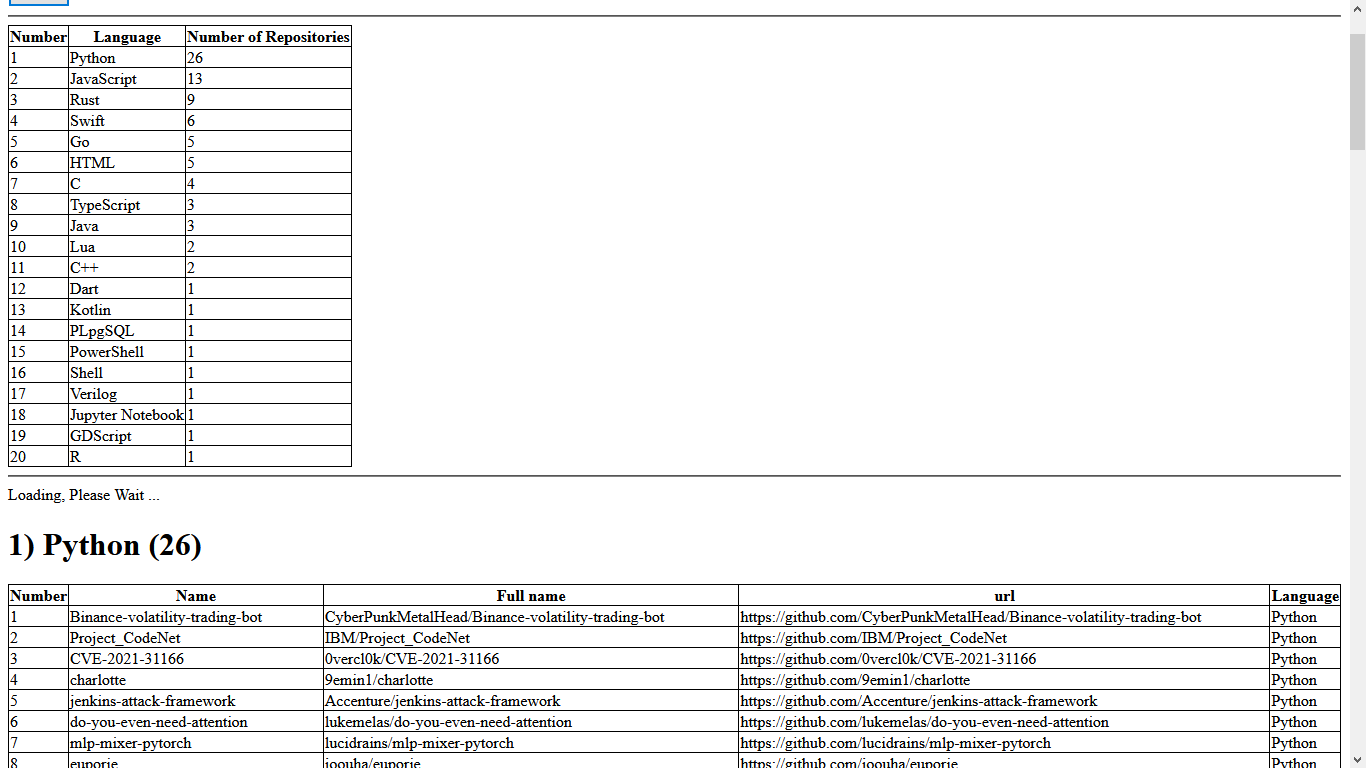 Number Language Number of Repositories
1 Python 26
2 JavaScript 13
3 Rust 9
4 Swift 6
5 Go 5
6 HTML 5
7 C 4
8 TypeScript 3
9 Java 3
10 Lua 2
11 C++ 2
12 Dart 1
13 Kotlin 1
14 PLpgSQL 1
15 PowerShell 1
16 Shell 1
17 Verilog 1
18 Jupyter Notebook 1
19 GDScript 1
20 R 1
Loading, Please Wait ...
1) Python (26)
Number Name Full name url Language
1 Binance-volatility-trading-bot CyberPunkMetalHead/Binance-volatility-trading-bot https://github.com/CyberPunkMetalHead/Binance-volatility-trading-bot Python
2 Project_CodeNet IBM/Project_CodeNet https://github.com/IBM/Project_CodeNet Python
3 CVE-2021-31166 0vercl0k/CVE-2021-31166 https://github.com/0vercl0k/CVE-2021-31166 Python
4 charlotte 9emin1/charlotte https://github.com/9emin1/charlotte Python
5 jenkins-attack-framework Accenture/jenkins-attack-framework https://github.com/Accenture/jenkins-attack-framework Python
6 do-you-even-need-attention lukemelas/do-you-even-need-attention https://github.com/lukemelas/do-you-even-need-attention Python
7 mlp-mixer-pytorch lucidrains/mlp-mixer-pytorch https://github.com/lucidrains/mlp-mixer-pytorch Python
8 euporie joouha/euporie https://github.com/joouha/euporie Python